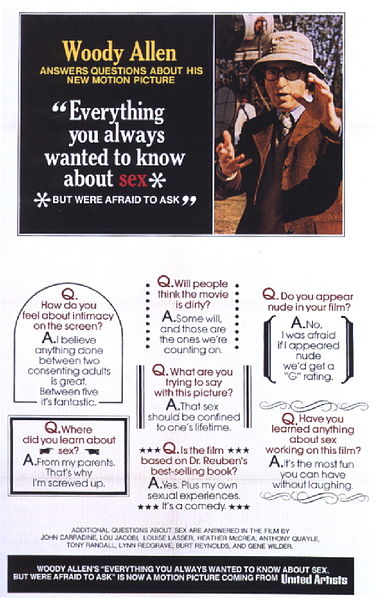 Woody Allen
ANSWERS QUESTIONS ABOUT HIS
NEW MOTION PICTURE
“Everything
you always
wanted to know
about sex*
*BUT WERE AFRAID TO ASK”
Q.
How do you
feel about intimacy
on the screen?
A. I believe
anything done
between two
consenting adults
is great.
Between five
it's fantastic.
Q. Will people
think the movie
is dirty?
A. Some will,
and those are
the ones we're
counting on.
Q. Do you appear
nude in your film?
A. No,
I was afraid
if I appeared
nude
we'd get a
"G" rating.
Q. What are you
trying to say
with this picture?
A. That sex
should be confined
to one's lifetime.
Q. Where
did you learn about
sex?
A. From my parents.
That's why
I'm screwed up.
Q. Is the film
based on Dr. Reuben's
best-selling book?
A. Yes. Plus my own
sexual experiences.
It's a comedy.
Q. Have you
learned anything
about sex
working on this film?
A. It's the most fun
you can have
without laughing.
ADDITIONAL QUESTIONS ABOUT SEX ARE ANSWERED IN THE FILM BY
JOHN CARRADINE, LOU JACOBI, LOUISE LASSER, HEATHER McCREA, ANTHONY QUAYLE,
TONY RANDALL, LYNN REDGRAVE, BURT REYNOLDS, AND GENE WILDER.
WOODY ALLEN'S "EVERYTHING YOU ALWAYS WANTED TO KNOW ABOUT SEX,
BUT WERE AFRAID TO ASK" IS NOW A MOTION PICTURE COMING FROM United Artists